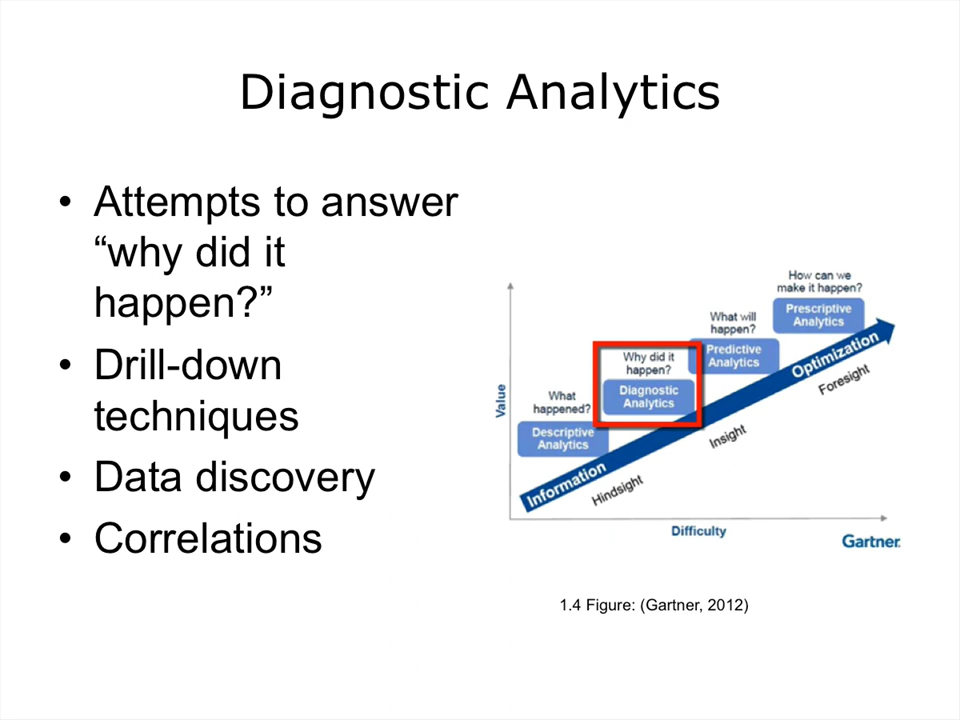 Diagnostic Analytics
• Attempts to answer
“why did it
happen?”
• Drill-down
techniques
• Data discovery
• Correlations
How can we
make it happen?
Prescriptive
Analytics
What will
happen?
Predictive
Analytics
Why did it
happen?
Diagnostic
Analytics
What
happened?
Descriptive
Analytics
Value
Information
Optimization
Hindsight
Insight
Foresight
Difficulty
Gartner
1.4 Figure: (Gartner, 2012)